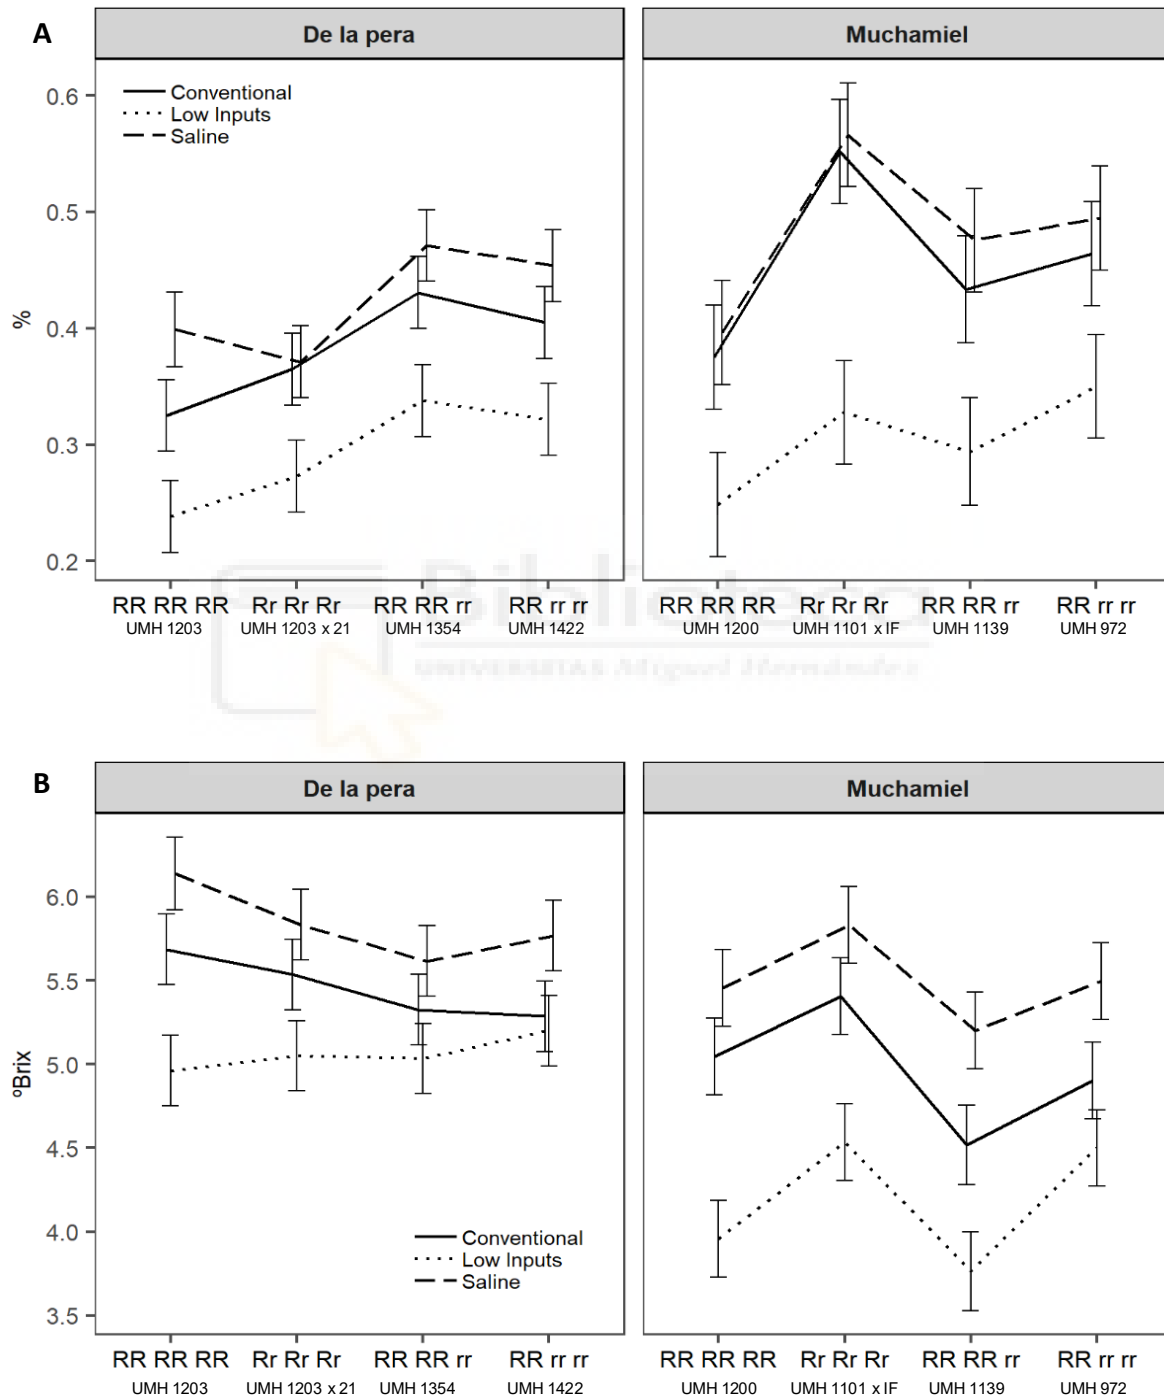 A
De la pera
Muchamiel
Conventional
Low Inputs
Saline
%
0.6
0.5
0.4
0.3
0.2
RR RR RR
Rr Rr Rr
RR RR rr
RR rr rr
RR RR RR
Rr Rr Rr
RR RR rr
RR rr rr
UMH 1203
UMH 1203 x 21
UMH 1354
UMH 1422
UMH 1200
UMH 1101 x IF
UMH 1139
UMH 972
Biblioteca
UNIVERSITAS Miguel Hernández
B
De la pera
Muchamiel
ºBrix
6.0
5.5
5.0
4.5
4.0
3.5
Conventional
Low Inputs
Saline
RR RR RR
Rr Rr Rr
RR RR rr
RR rr rr
RR RR RR
Rr Rr Rr
RR RR rr
RR rr rr
UMH 1203
UMH 1203 x 21
UMH 1354
UMH 1422
UMH 1200
UMH 1101 x IF
UMH 1139
UMH 972